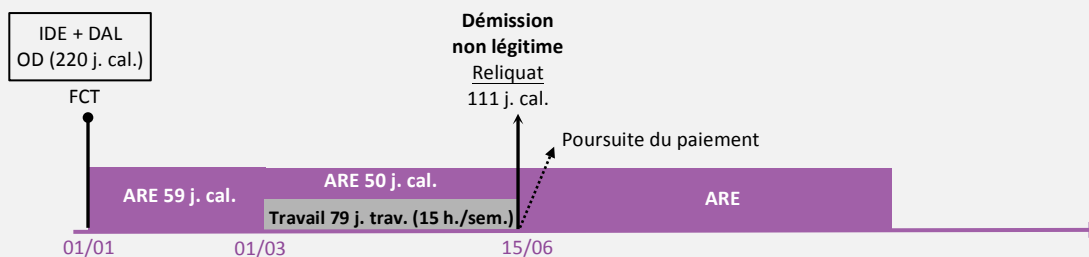 IDE + DAL
OD (220 j. cal.)
FCT
Démission
non légitime
Reliquat
111 j. cal.
Poursuite du paiement
ARE 59 j. cal.
ARE 50 j. cal.
ARE
Travail 79 j. trav. (15 h./sem.)
01/01
01/03
15/06